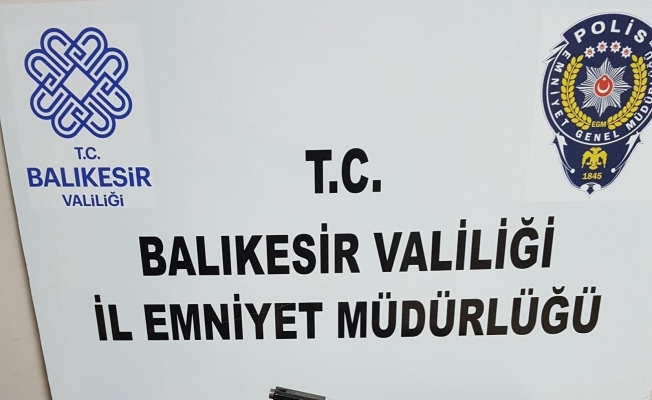 T.C.
BALIKESİR
VALİLİĞİ
POLİS
EMNİYET GENEL MÜDÜRLÜĞÜ
EGM
1845
T.C.
BALIKESİR VALİLİĞİ
İL EMNİYET MÜDÜRLÜĞÜ